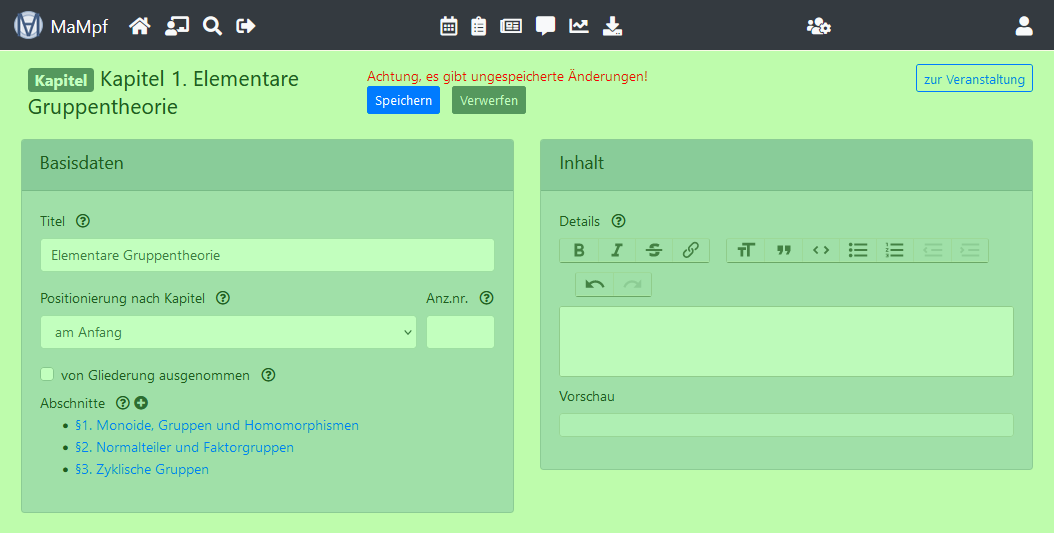 MaMpf
Kapitel Kapitel 1. Elementare
Gruppentheorie
Achtung, es gibt ungespeicherte Änderungen!
Speichern Verwerfen
zur Veranstaltung
Basisdaten
Titel
Elementare Gruppentheorie
Positionierung nach Kapitel Anz.nr.
am Anfang
von Gliederung ausgenommen
Abschnitte
§1. Monoide, Gruppen und Homomorphismen
§2. Normalteiler und Faktorgruppen
§3. Zyklische Gruppen
Inhalt
Details
Vorschau